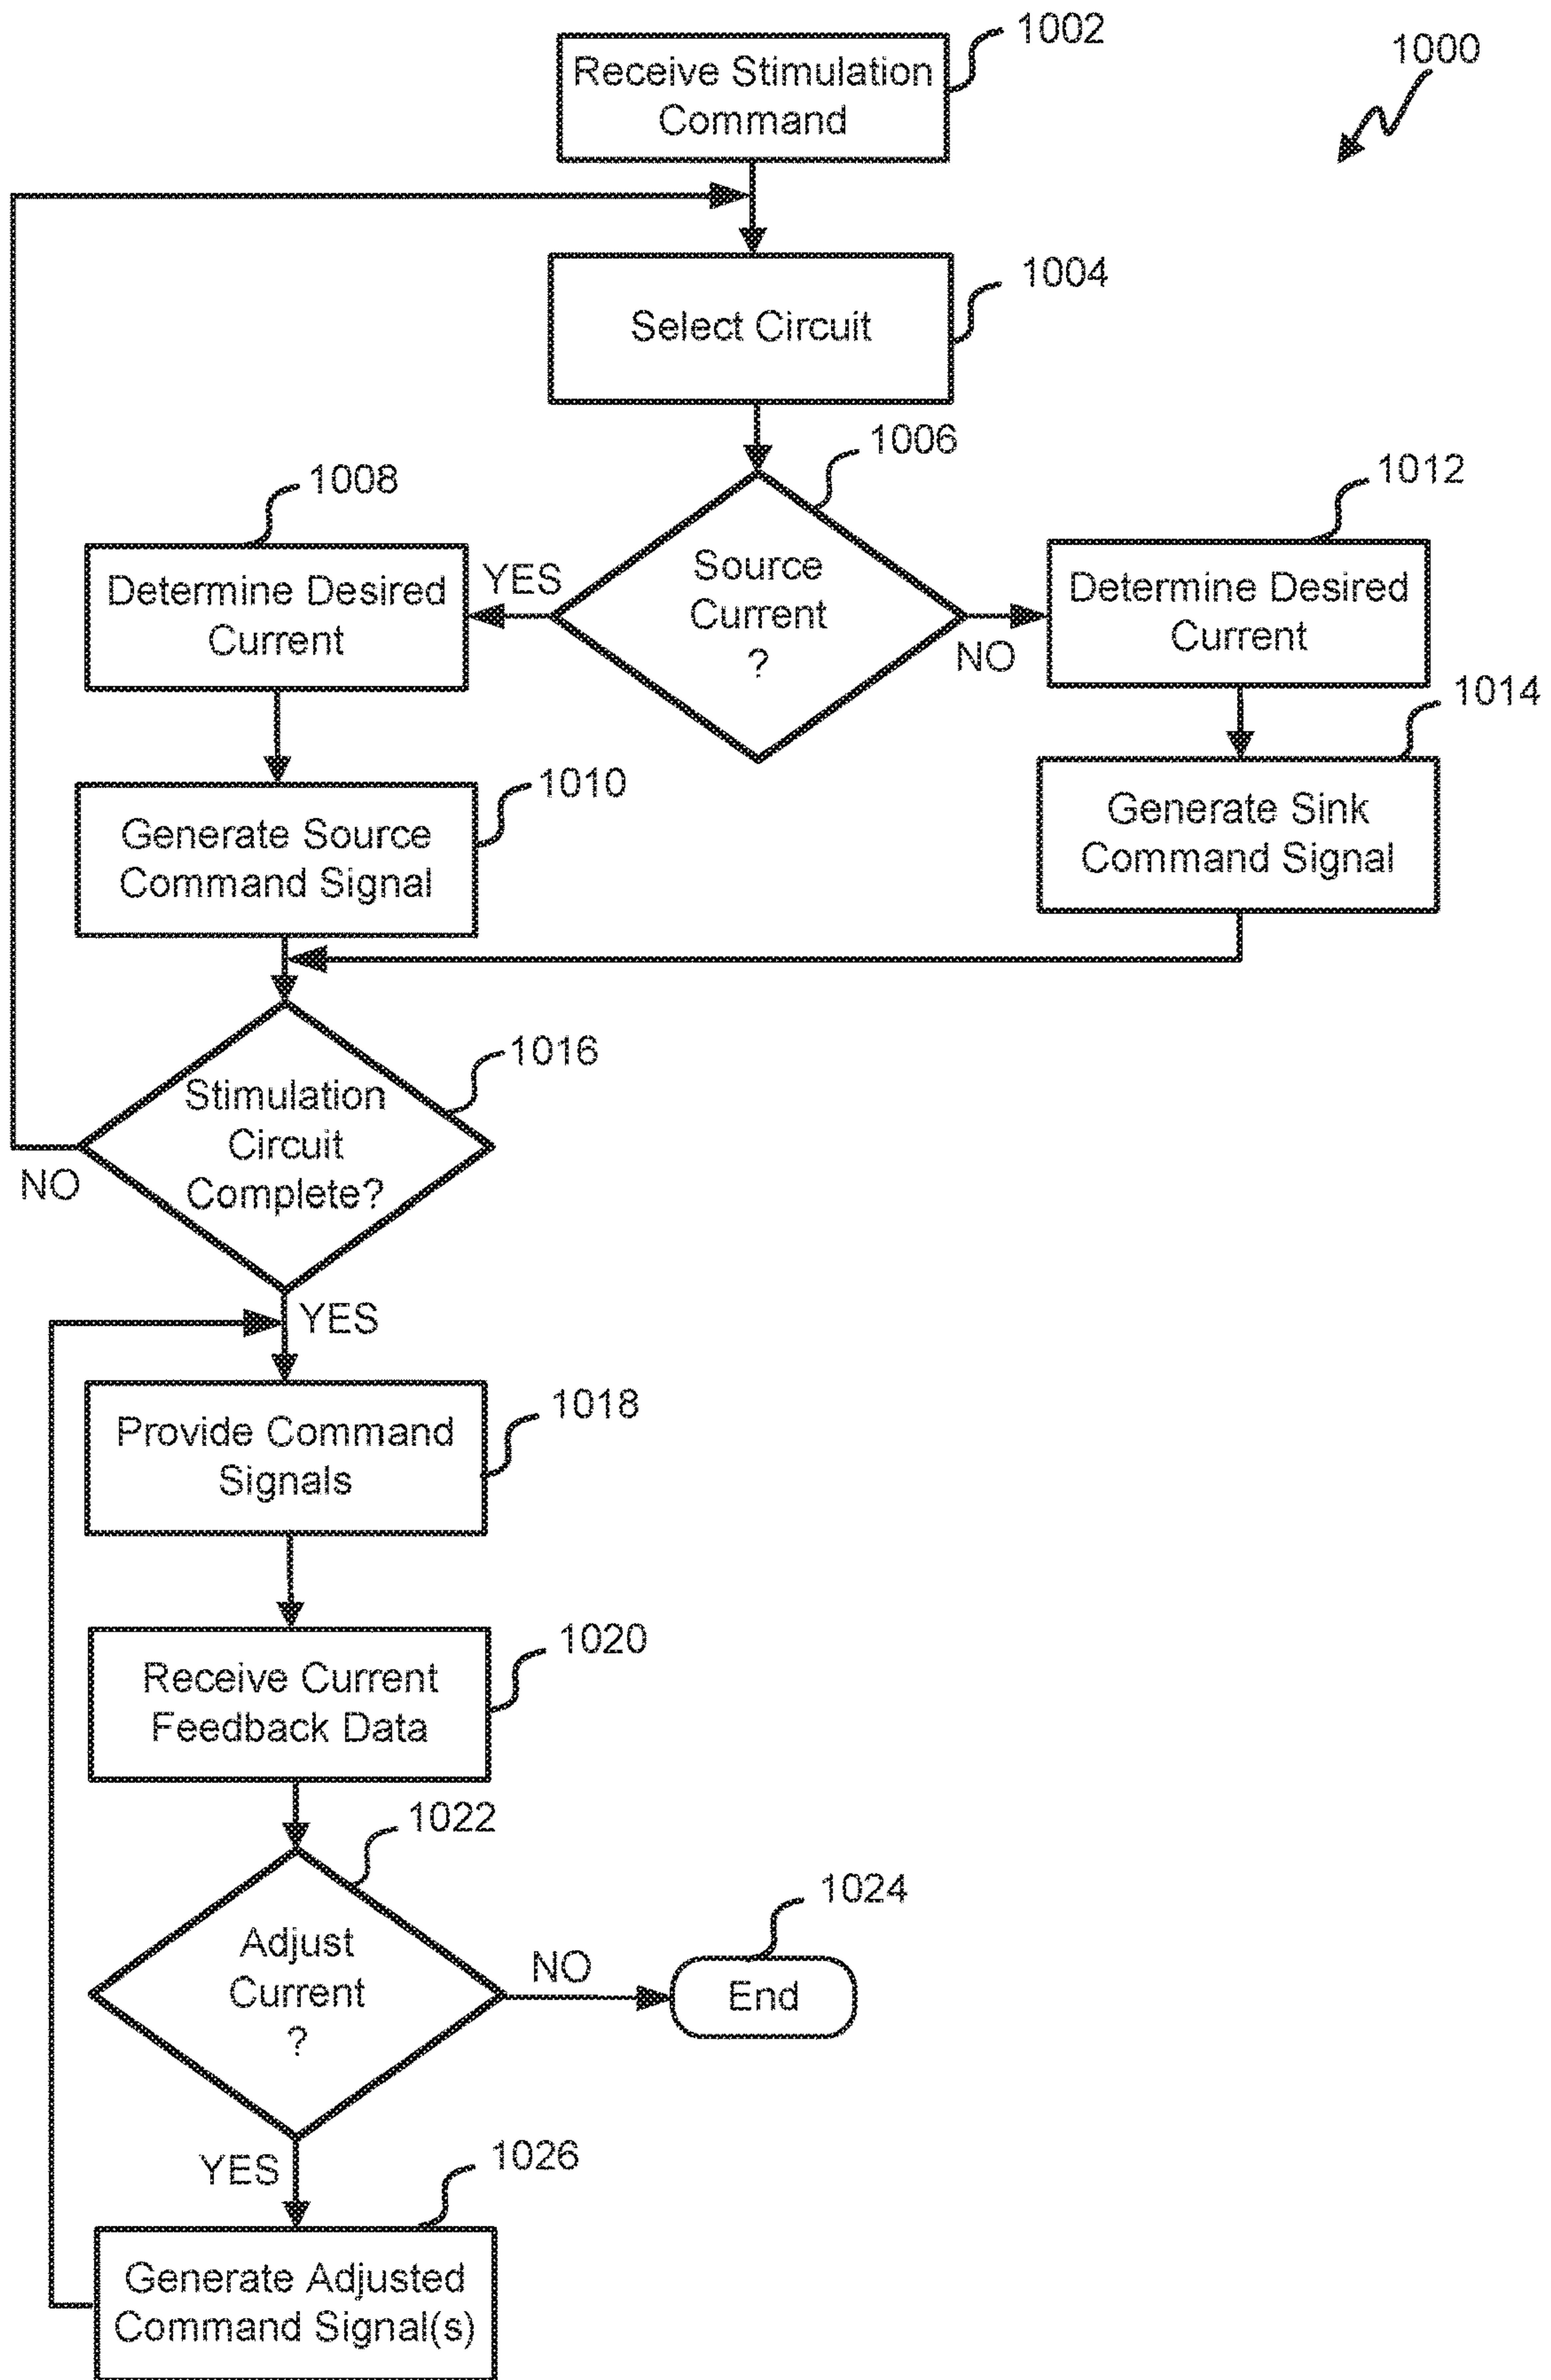 1002
1000
Receive Stimulation
Command
1004
Select Circuit
1006
1008
1012
Source
Current
?
YES
NO
Determine Desired
Current
Determine Desired
Current
1014
1010
Generate Source
Command Signal
Generate Sink
Command Signal
1016
Stimulation
Circuit
Complete?
NO
YES
1018
Provide Command
Signals
1020
Receive Current
Feedback Data
1022
1024
Adjust
Current
?
NO
End
YES
1026
Generate Adjusted
Command Signal(s)